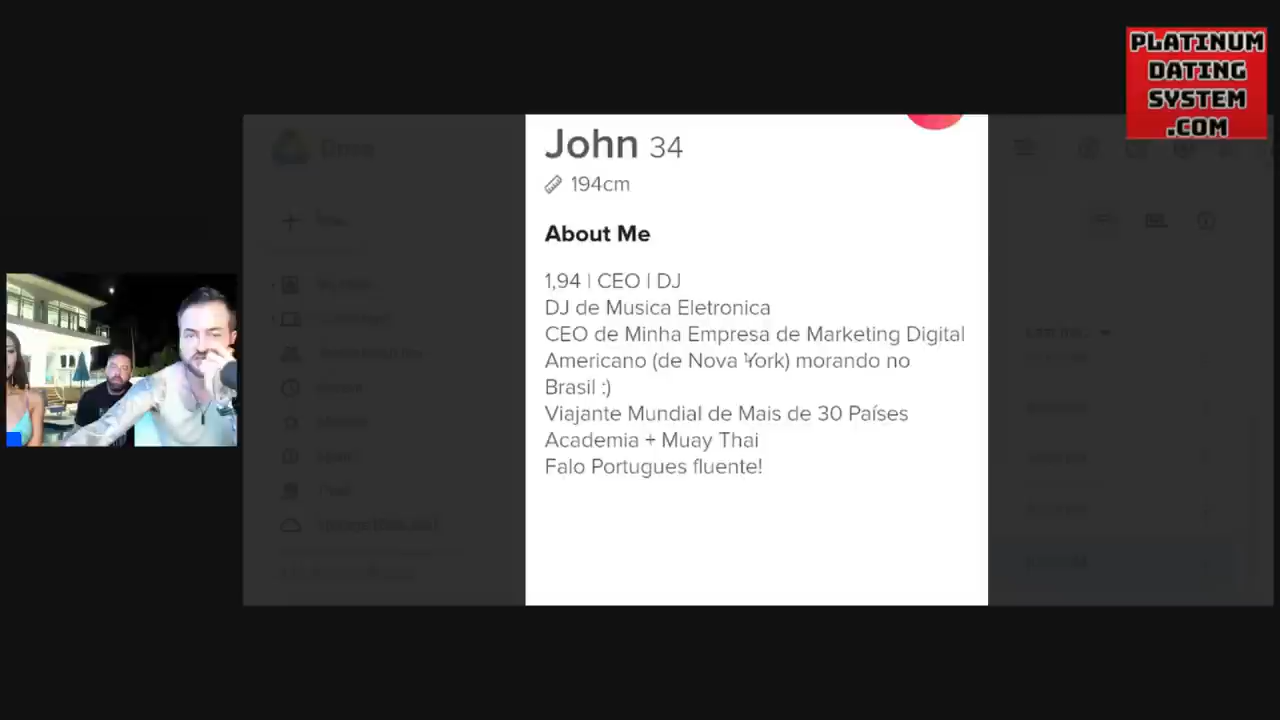 PLATINUM
DATING
SYSTEM
.COM
John 34
194cm
About Me
1,94 | CEO | DJ
DJ de Musica Eletronica
CEO de Minha Empresa de Marketing Digital
Americano (de Nova York) morando no
Brasil :)
Viajante Mundial de Mais de 30 Países
Academia + Muay Thai
Falo Portugues fluente!